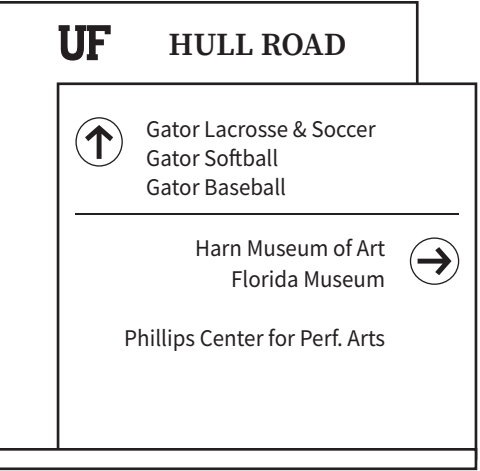 UF HULL ROAD
Gator Lacrosse & Soccer
Gator Softball
Gator Baseball
Harn Museum of Art
Florida Museum
Phillips Center for Perf. Arts